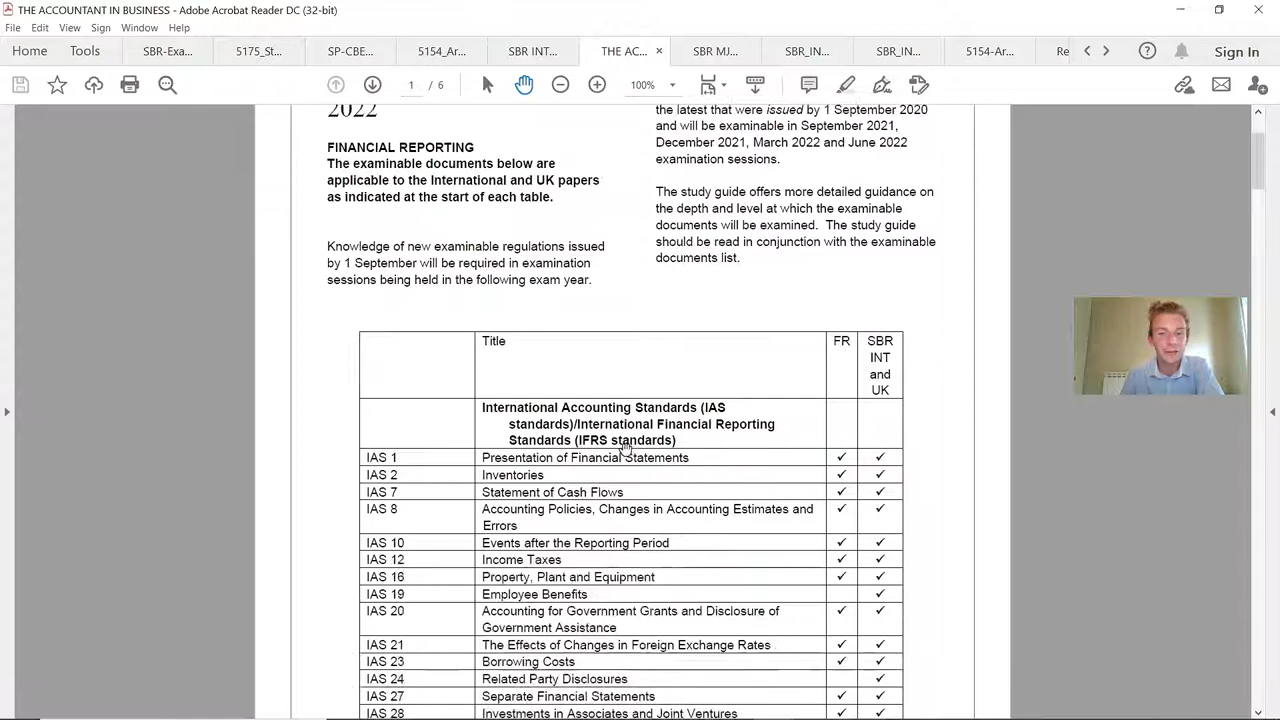 THE ACCOUNTANT IN BUSINESS - Adobe Acrobat Reader DC (32-bit)
File Edit View Sign Window Help
Home Tools SBR-Exa... 5175_St... SP-CBE... 5154_Ar... SBR INT... THE AC... × SBR MJ... SBR_IN... SBR_IN... 5154-Ar... Re Sign In
1 / 6 100%
2022
FINANCIAL REPORTING
The examinable documents below are
applicable to the International and UK papers
as indicated at the start of each table.
Knowledge of new examinable regulations issued
by 1 September will be required in examination
sessions being held in the following exam year.
the latest that were issued by 1 September 2020
and will be examinable in September 2021,
December 2021, March 2022 and June 2022
examination sessions.
The study guide offers more detailed guidance on
the depth and level at which the examinable
documents will be examined. The study guide
should be read in conjunction with the examinable
documents list.
Title FR SBR
INT
and
UK
International Accounting Standards (IAS
standards)/International Financial Reporting
Standards (IFRS standards)
IAS 1 Presentation of Financial Statements ✓ ✓
IAS 2 Inventories ✓ ✓
IAS 7 Statement of Cash Flows ✓ ✓
IAS 8 Accounting Policies, Changes in Accounting Estimates and ✓ ✓
Errors
IAS 10 Events after the Reporting Period ✓ ✓
IAS 12 Income Taxes ✓ ✓
IAS 16 Property, Plant and Equipment ✓ ✓
IAS 19 Employee Benefits ✓
IAS 20 Accounting for Government Grants and Disclosure of ✓ ✓
Government Assistance
IAS 21 The Effects of Changes in Foreign Exchange Rates ✓ ✓
IAS 23 Borrowing Costs ✓ ✓
IAS 24 Related Party Disclosures ✓
IAS 27 Separate Financial Statements ✓ ✓
IAS 28 Investments in Associates and Joint Ventures ✓ ✓